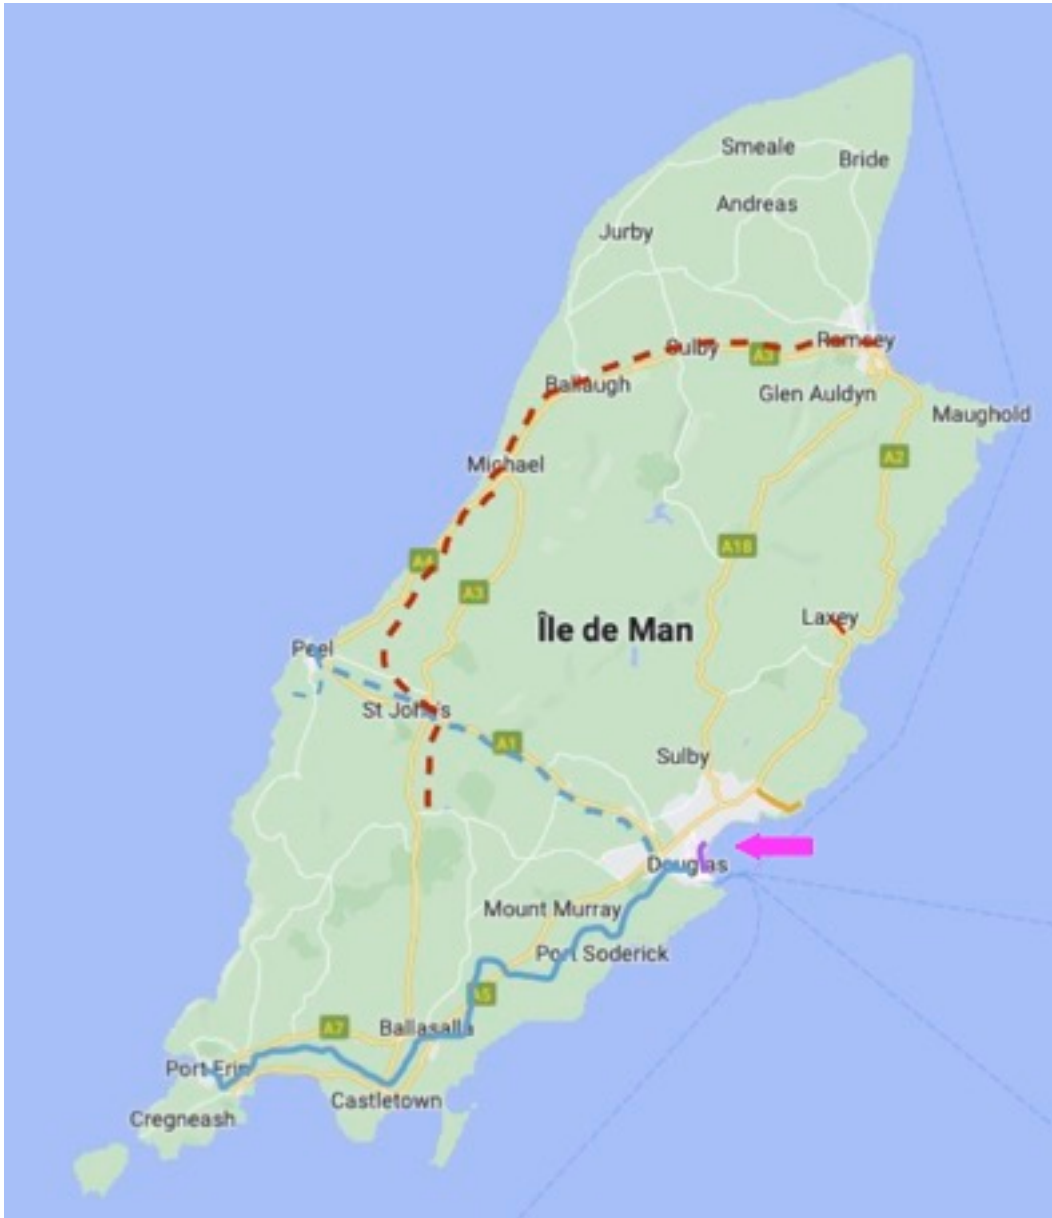 Smeale
Bride
Andreas
Jurby
Ramsey
Sulby
A3
Ballaugh
Glen Auldyn
Maughold
A2
Michael
A18
A4
A3
Laxey
Île de Man
Peel
St John's
A1
Sulby
Douglas
Mount Murray
Port Soderick
A5
A7
Ballasalla
Port Erin
Castletown
Cregneash